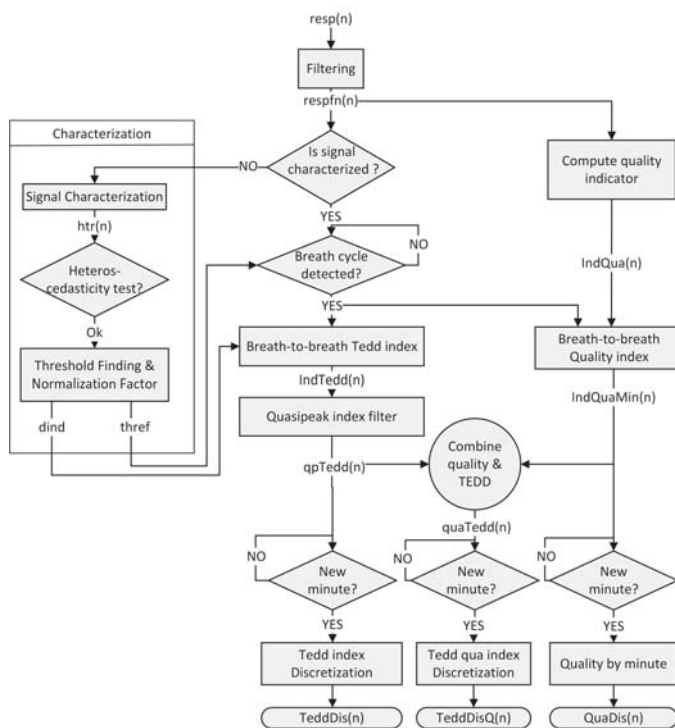 resp(n)
Filtering
respfn(n)
Characterization
Is signal
characterized ?
NO
Compute quality
indicator
Signal Characterization
YES
htr(n)
NO
Heteros-
cedasticity test?
Breath cycle
detected?
IndQua(n)
YES
Ok
Breath-to-breath Tedd index
Breath-to-breath
Quality index
Threshold Finding &
Normalization Factor
IndTedd(n)
IndQuaMin(n)
Quasipeak index filter
dind
thref
Combine
quality &
TEDD
qpTedd(n)
quaTedd(n)
NO
NO
NO
New
minute?
New
minute?
New
minute?
YES
YES
YES
Tedd index
Discretization
Tedd qua index
Discretization
Quality by minute
TeddDis(n)
TeddDisQ(n)
QuaDis(n)